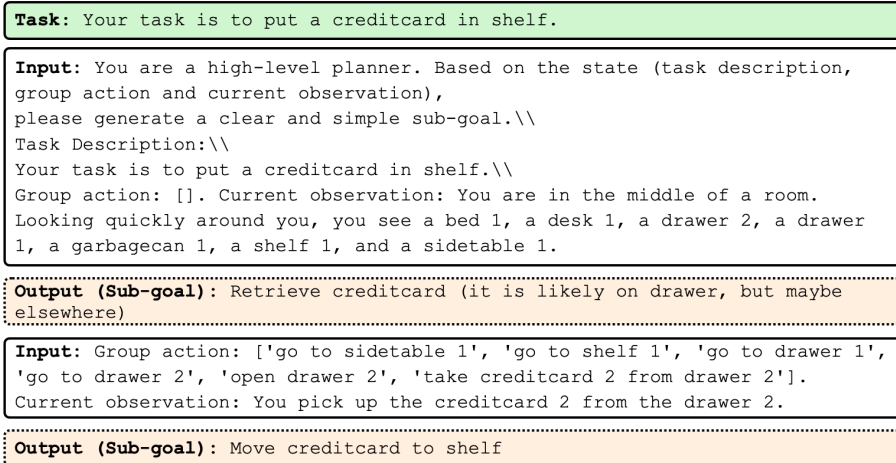 Task: Your task is to put a creditcard in shelf.
Input: You are a high-level planner. Based on the state (task description,
group action and current observation),
please generate a clear and simple sub-goal.\\
Task Description:\\
Your task is to put a creditcard in shelf.\\
Group action: []. Current observation: You are in the middle of a room.
Looking quickly around you, you see a bed 1, a desk 1, a drawer 2, a drawer
1, a garbagecan 1, a shelf 1, and a sidetable 1.
Output (Sub-goal): Retrieve creditcard (it is likely on drawer, but maybe
elsewhere)
Input: Group action: ['go to sidetable 1', 'go to shelf 1', 'go to drawer 1',
'go to drawer 2', 'open drawer 2', 'take creditcard 2 from drawer 2'].
Current observation: You pick up the creditcard 2 from the drawer 2.
Output (Sub-goal): Move creditcard to shelf